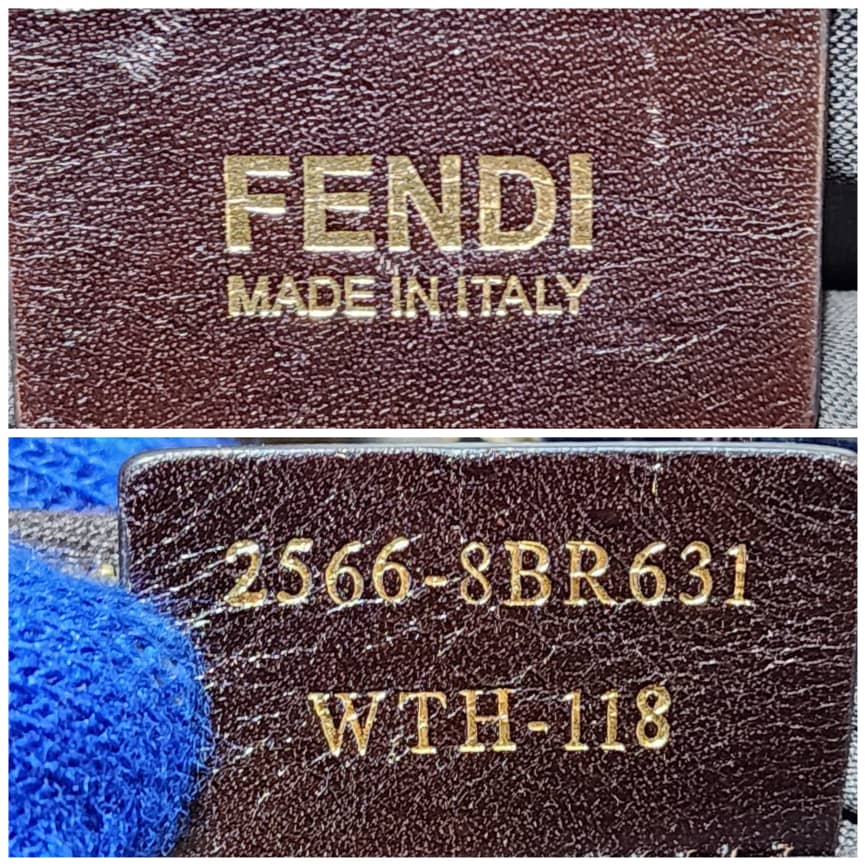 FENDI
MADE IN ITALY
2566-8BR631
WTH-118